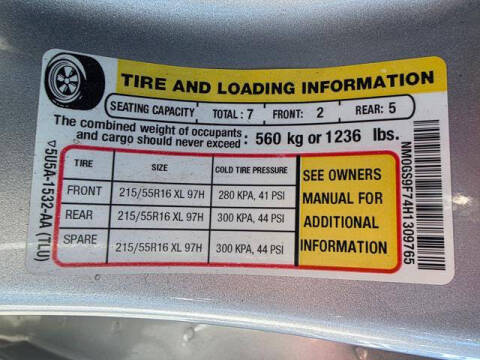 TIRE AND LOADING INFORMATION
SEATING CAPACITY TOTAL : 7 FRONT: 2 REAR: 5
The combined weight of occupants
and cargo should never exceed : 560 kg or 1236 lbs.
TIRE SIZE COLD TIRE PRESSURE
FRONT 215/55R16 XL 97H 280 KPA, 41 PSI
REAR 215/55R16 XL 97H 300 KPA, 44 PSI
SPARE 215/55R16 XL 97H 300 KPA, 44 PSI
SEE OWNERS
MANUAL FOR
ADDITIONAL
INFORMATION
5U5A-1532-AA (TLU)
NM0GS9F74H1309765